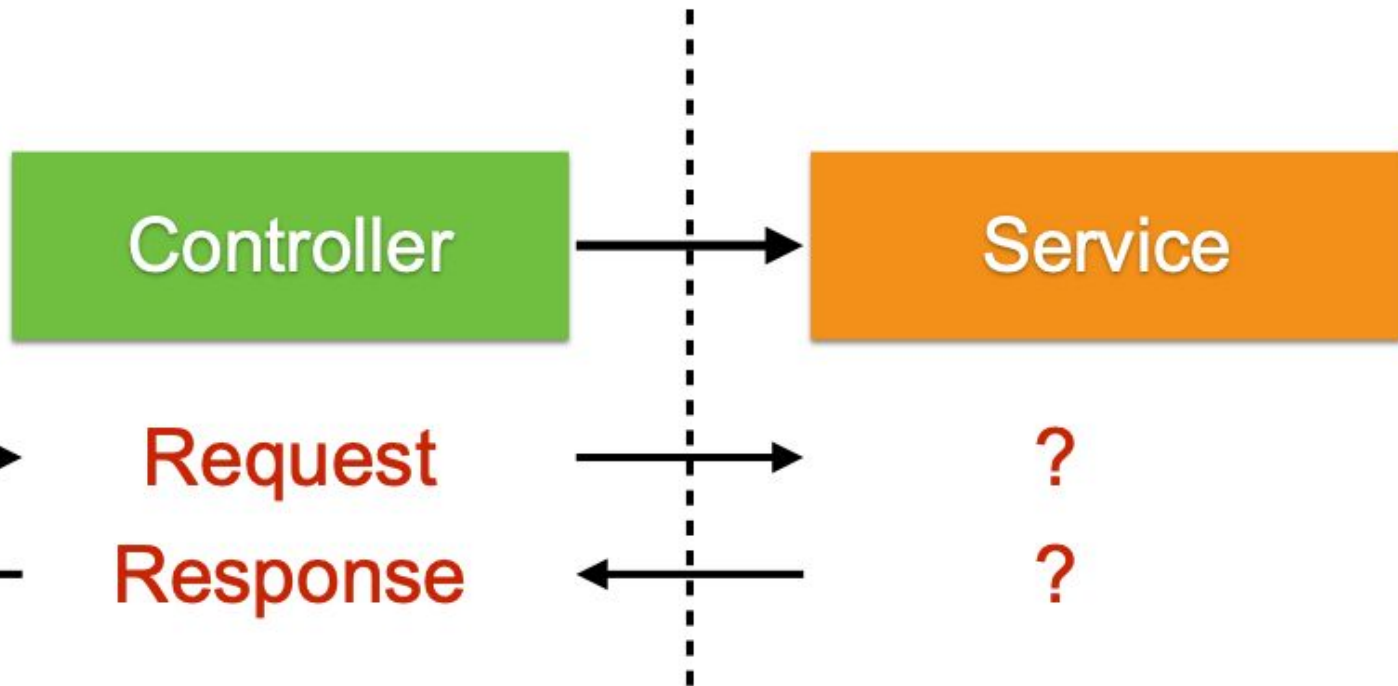 Controller
Service
Request
?
Response
?